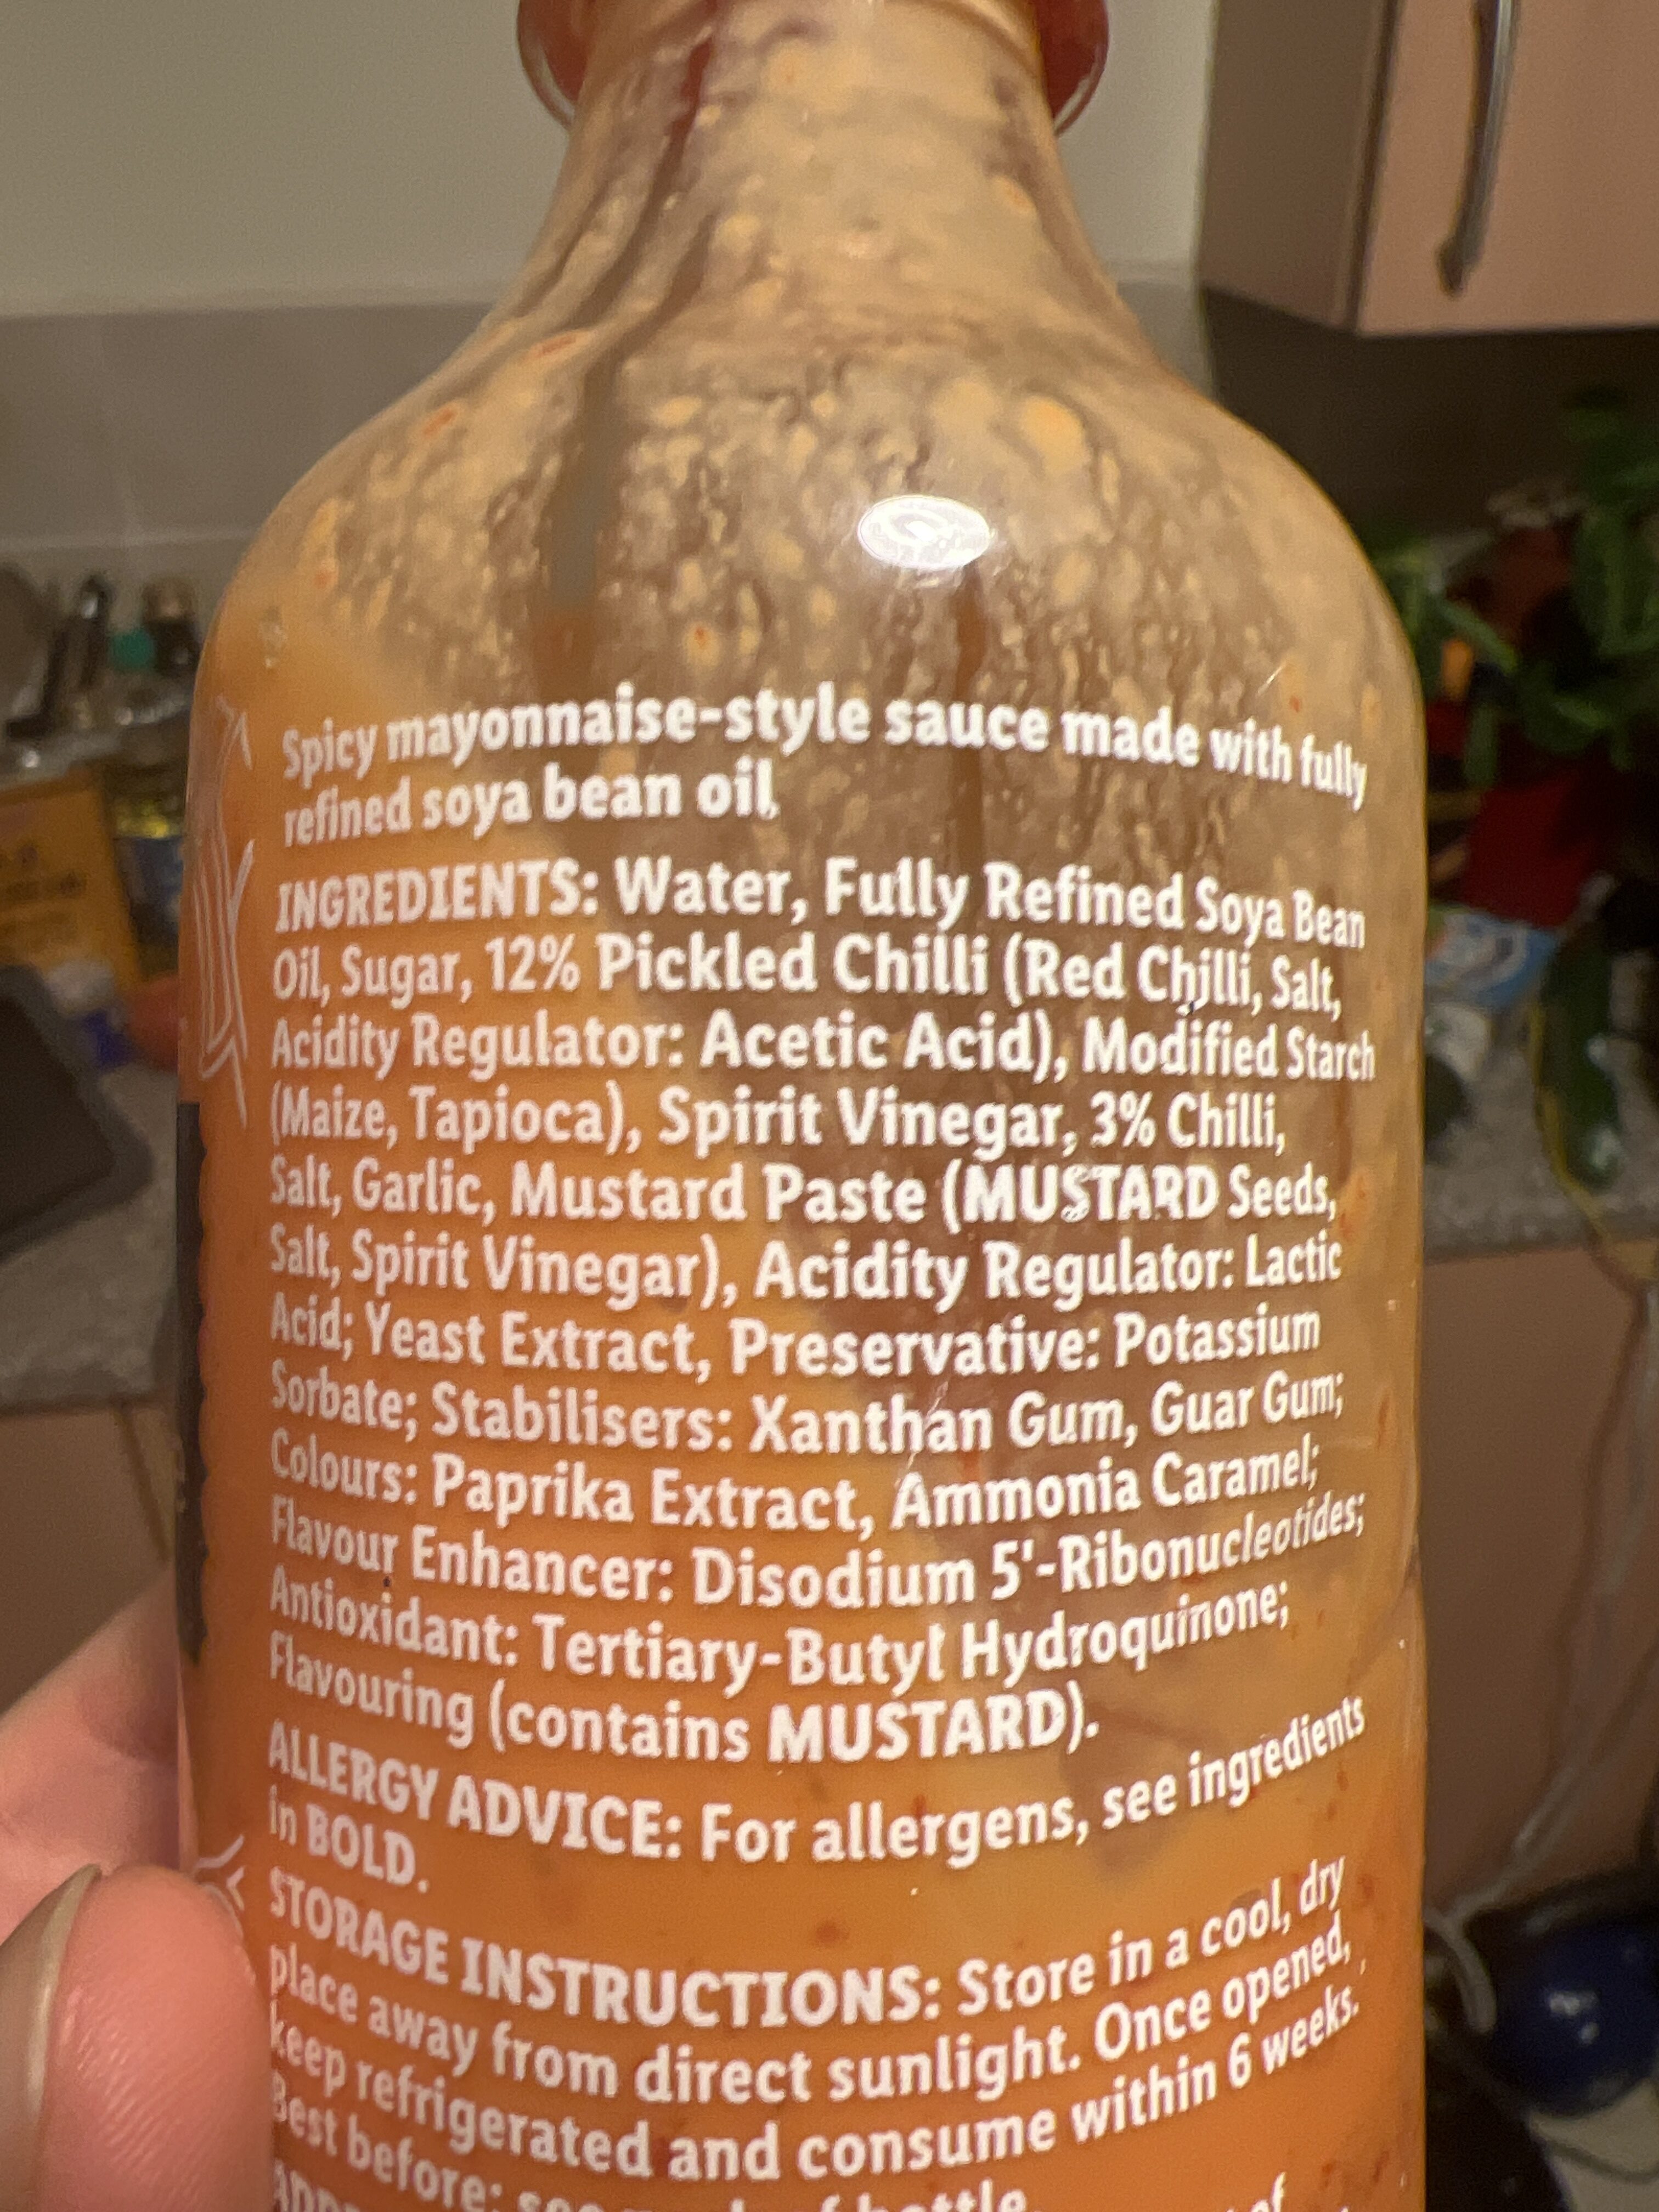 Spicy mayonnaise-style sauce made with fully
refined soya bean oil.
INGREDIENTS: Water, Fully Refined Soya Bean
Oil, Sugar, 12% Pickled Chilli (Red Chilli, Salt,
Acidity Regulator: Acetic Acid), Modified Starch
(Maize, Tapioca), Spirit Vinegar, 3% Chilli,
Salt, Garlic, Mustard Paste (MUSTARD Seeds,
Salt, Spirit Vinegar), Acidity Regulator: Lactic
Acid; Yeast Extract, Preservative: Potassium
Sorbate; Stabilisers: Xanthan Gum, Guar Gum;
Colours: Paprika Extract, Ammonia Caramel;
Flavour Enhancer: Disodium 5'-Ribonucleotides;
Antioxidant: Tertiary-Butyl Hydroquinone;
Flavouring (contains MUSTARD).
ALLERGY ADVICE: For allergens, see ingredients
in BOLD.
STORAGE INSTRUCTIONS: Store in a cool, dry
place away from direct sunlight. Once opened,
keep refrigerated and consume within 6 weeks.
Best before: see neck of bottle.
of